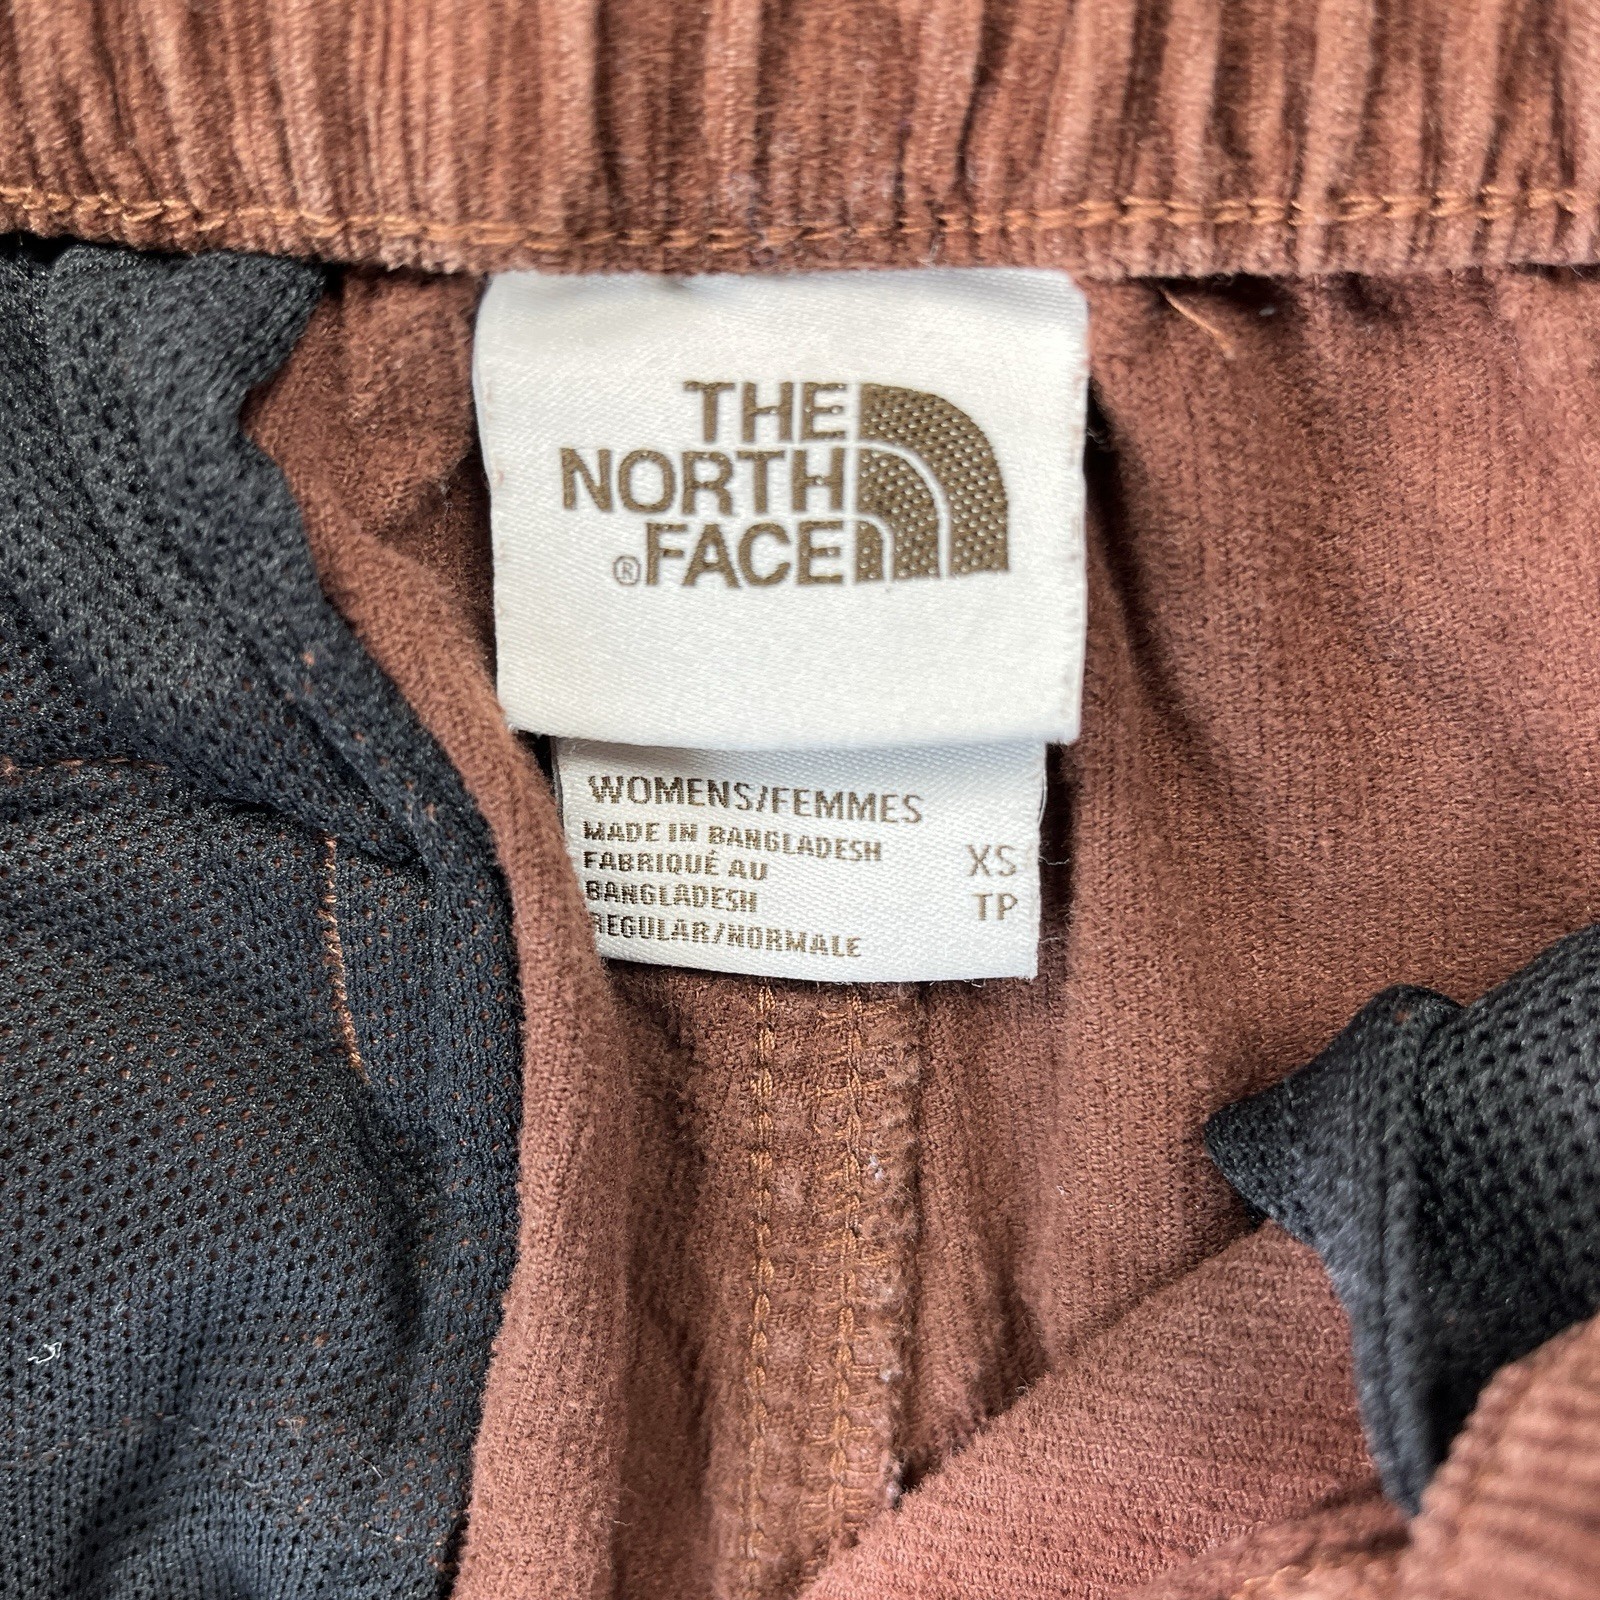 THE
NORTH
®FACE
WOMENS/FEMMES
MADE IN BANGLADESH
FABRIQUÉ AU
BANGLADESH
REGULAR/NORMALE
XS
TP